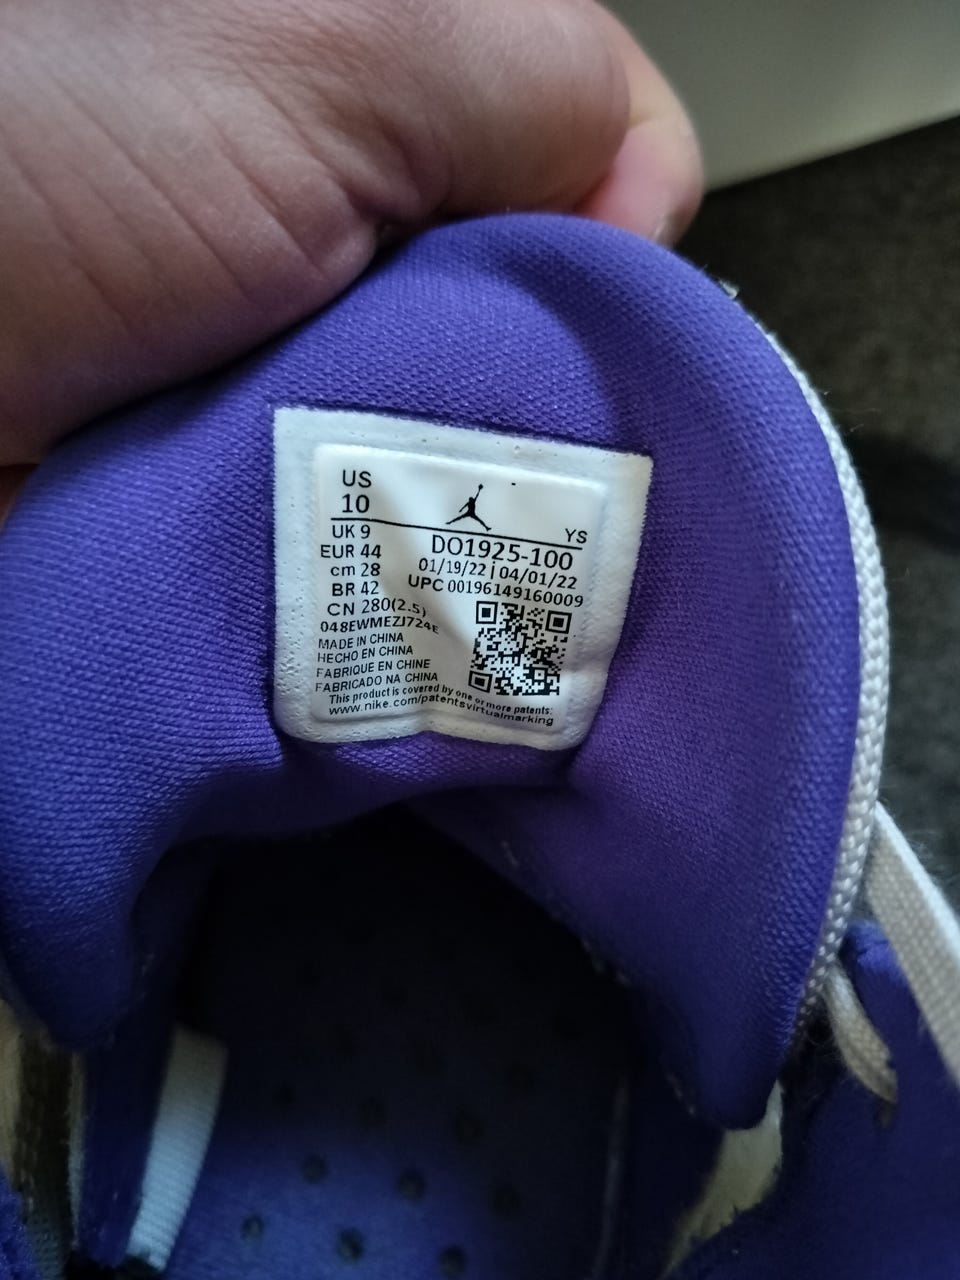 US
10
YS
UK 9
EUR 44
cm 28
BR 42
CN 280(2.5)
DO1925-100
01/19/22 | 04/01/22
UPC 00196149160009
048EWMEZJ724E
MADE IN CHINA
HECHO EN CHINA
FABRIQUE EN CHINE
FABRICADO NA CHINA
This product is covered by one or more patents:
www.nike.com/patentsvirtualmarking